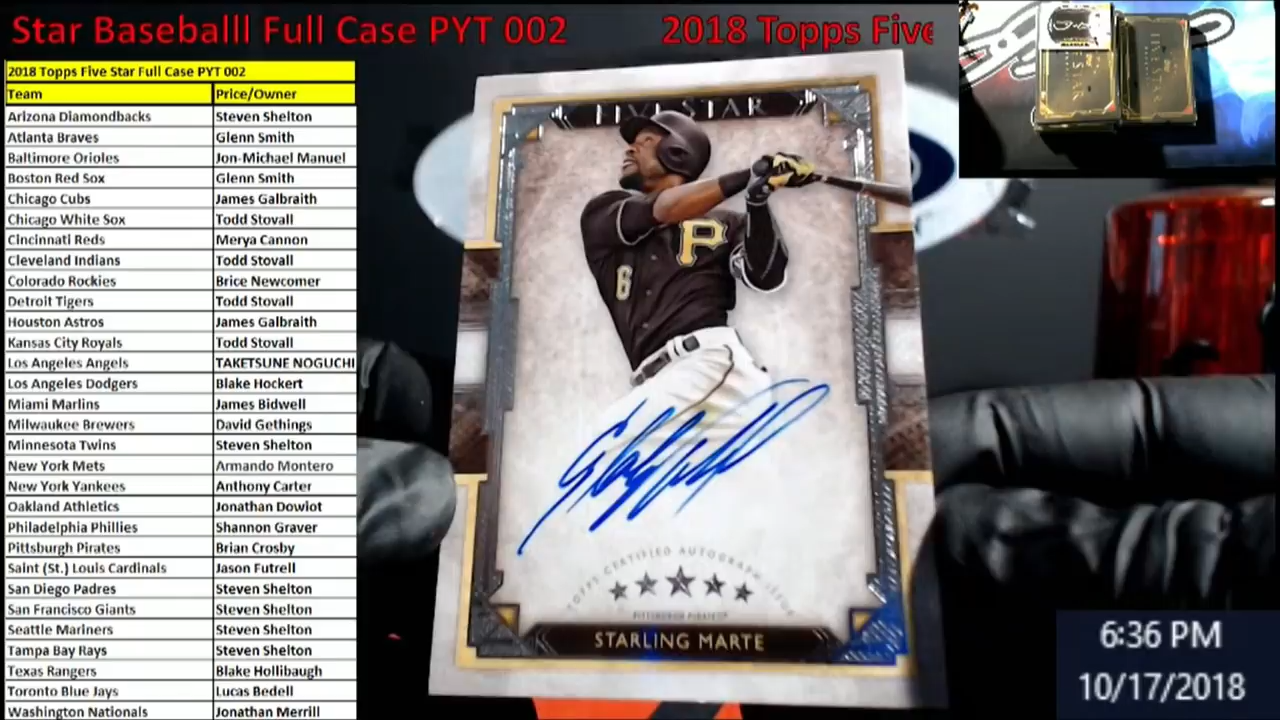 Star Baseballl Full Case PYT 002 2018 Topps Five
2018 Topps Five Star Full Case PYT 002
Team Price/Owner
Arizona Diamondbacks Steven Shelton
Atlanta Braves Glenn Smith
Baltimore Orioles Jon-Michael Manuel
Boston Red Sox Glenn Smith
Chicago Cubs James Galbraith
Chicago White Sox Todd Stovall
Cincinnati Reds Merya Cannon
Cleveland Indians Todd Stovall
Colorado Rockies Brice Newcomer
Detroit Tigers Todd Stovall
Houston Astros James Galbraith
Kansas City Royals Todd Stovall
Los Angeles Angels TAKETSUNE NOGUCHI
Los Angeles Dodgers Blake Hockert
Miami Marlins James Bidwell
Milwaukee Brewers David Gethings
Minnesota Twins Steven Shelton
New York Mets Armando Montero
New York Yankees Anthony Carter
Oakland Athletics Jonathan Dowiot
Philadelphia Phillies Shannon Graver
Pittsburgh Pirates Brian Crosby
Saint (St.) Louis Cardinals Jason Futrell
San Diego Padres Steven Shelton
San Francisco Giants Steven Shelton
Seattle Mariners Steven Shelton
Tampa Bay Rays Steven Shelton
Texas Rangers Blake Hollibaugh
Toronto Blue Jays Lucas Bedell
Washington Nationals Jonathan Merrill
FIVE STAR
P
6
TOPPS CERTIFIED AUTOGRAPH ISSUE
PITTSBURGH PIRATES
STARLING MARTE
FIVE STAR
FIVE STAR
6:36 PM
10/17/2018